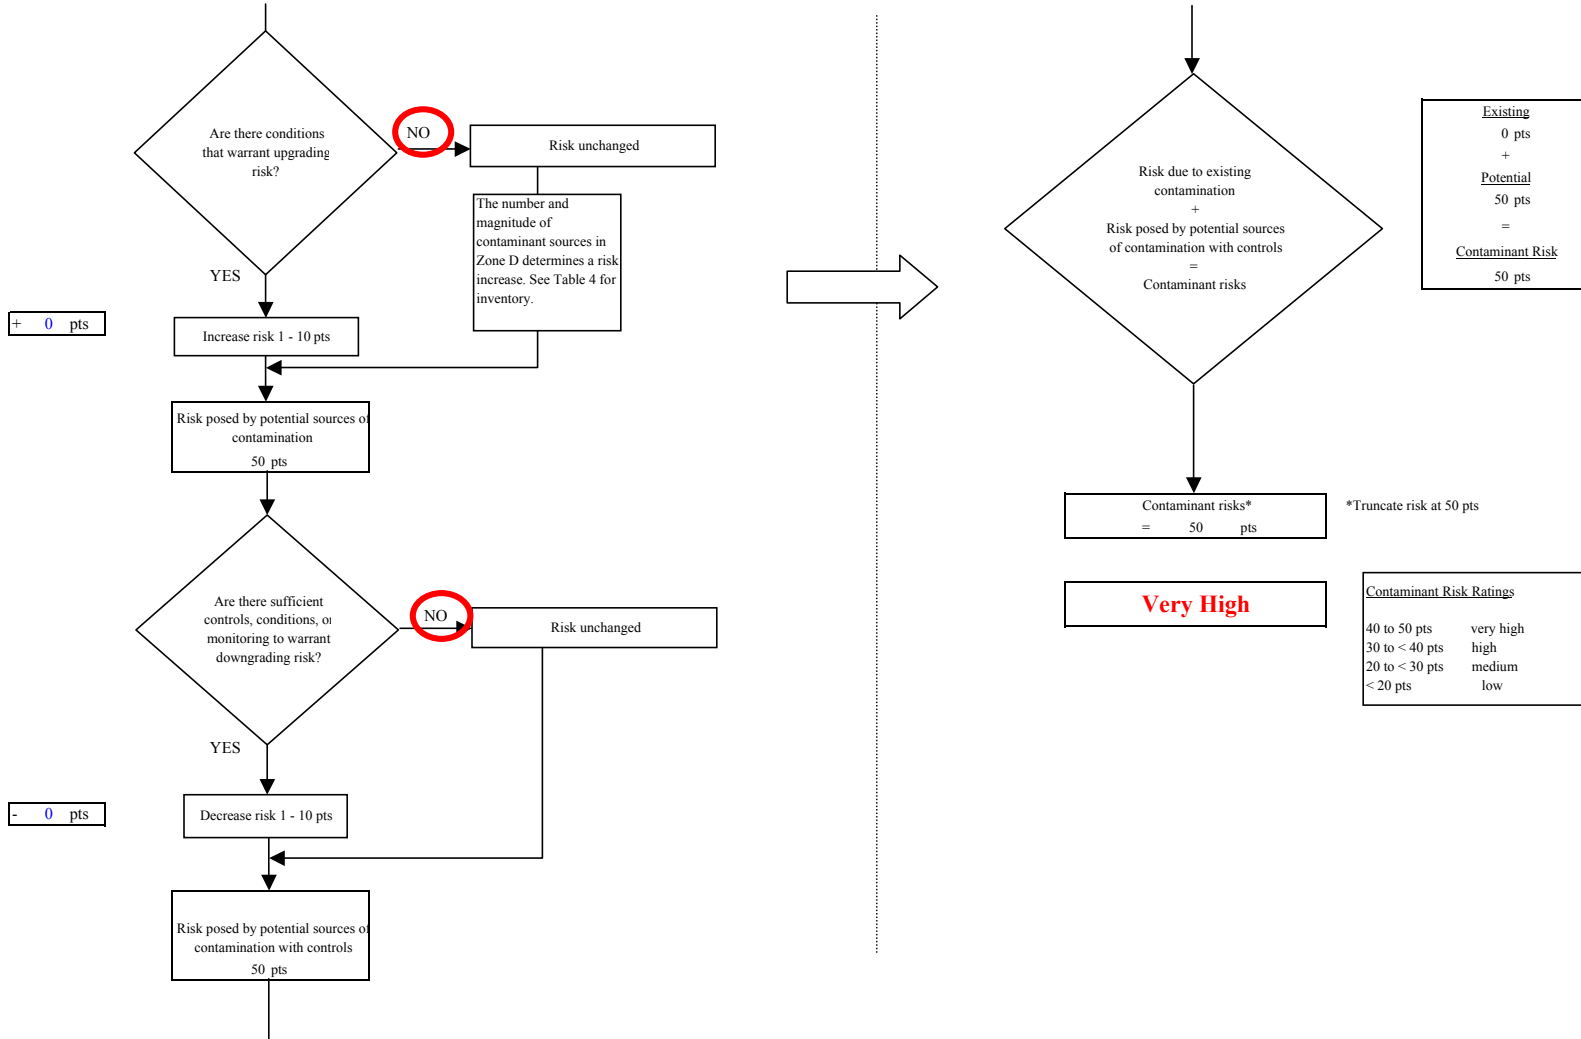 Are there conditions
that warrant upgrading
risk?
NO
Risk unchanged
The number and
magnitude of
contaminant sources in
Zone D determines a risk
increase. See Table 4 for
inventory.
YES
+ 0 pts
Increase risk 1 - 10 pts
Risk posed by potential sources of
contamination
50 pts
Are there sufficient
controls, conditions, or
monitoring to warrant
downgrading risk?
NO
Risk unchanged
YES
- 0 pts
Decrease risk 1 - 10 pts
Risk posed by potential sources of
contamination with controls
50 pts
Risk due to existing
contamination
+
Risk posed by potential sources
of contamination with controls
=
Contaminant risks
Existing
0 pts
+
Potential
50 pts
=
Contaminant Risk
50 pts
Contaminant risks*
= 50 pts
*Truncate risk at 50 pts
Very High
Contaminant Risk Ratings
40 to 50 pts very high
30 to < 40 pts high
20 to < 30 pts medium
< 20 pts low